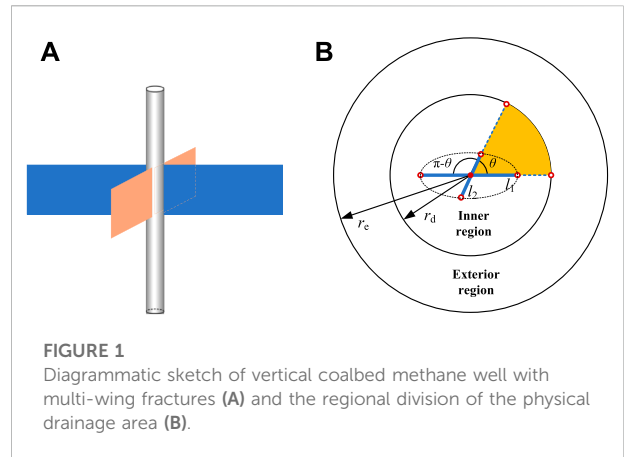 A
B
π-θ
θ
l₂
l₁
rₑ
r_d
Inner
region
Exterior
region
FIGURE 1
Diagrammatic sketch of vertical coalbed methane well with
multi-wing fractures (A) and the regional division of the physical
drainage area (B).